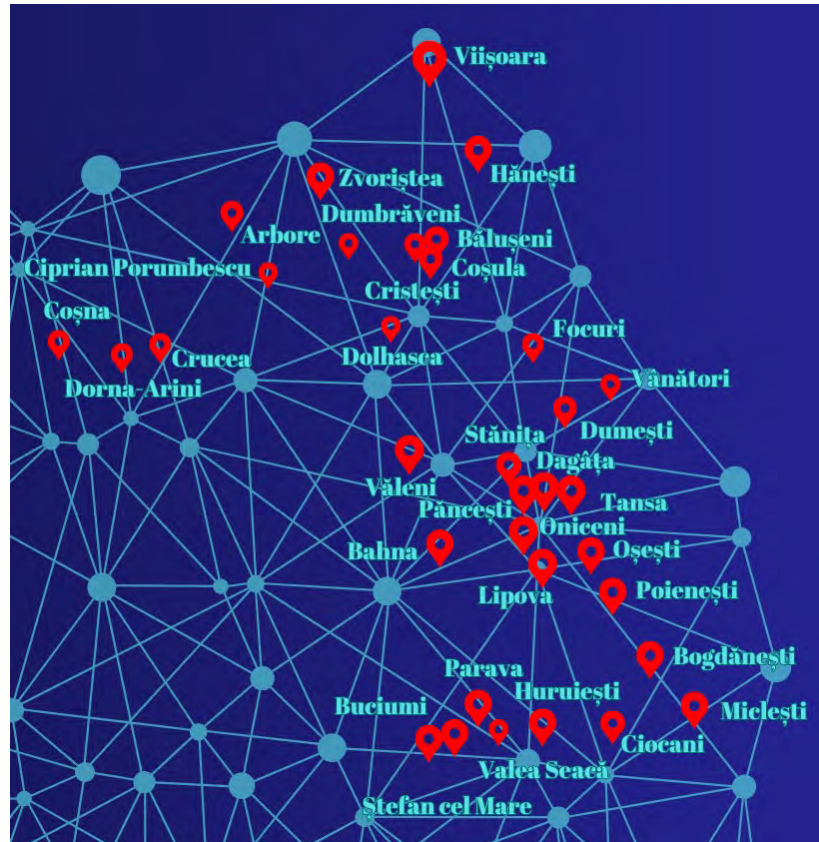 Viișoara
Hănești
Zvoriștea
Dumbrăveni
Arbore
Bălușeni
Ciprian Porumbescu
Coșula
Cristești
Coșna
Focuri
Crucea
Dolhasca
Dorna-Arini
Vânători
Dumești
Stănița
Dagâța
Văleni
Păncești
Tansa
Oniceni
Bahna
Oșești
Lipova
Poienești
Bogdănești
Parava
Huruiești
Buciumi
Miclești
Ciocani
Valea Seacă
Ștefan cel Mare